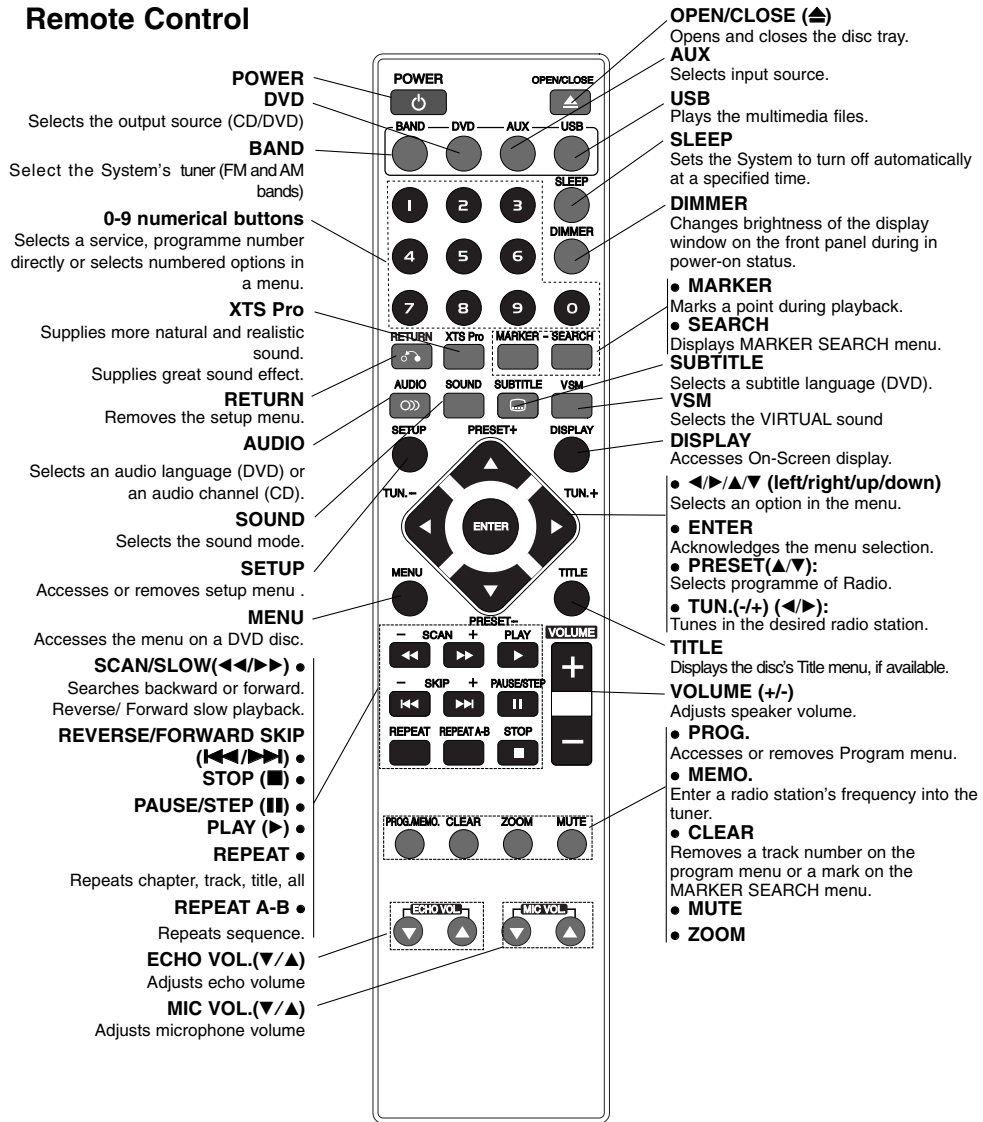 Remote Control
POWER
DVD
Selects the output source (CD/DVD)
BAND
Select the System's tuner (FM and AM
bands)
0-9 numerical buttons
Selects a service, programme number
directly or selects numbered options in
a menu.
XTS Pro
Supplies more natural and realistic
sound.
Supplies great sound effect.
RETURN
Removes the setup menu.
AUDIO
Selects an audio language (DVD) or
an audio channel (CD).
SOUND
Selects the sound mode.
SETUP
Accesses or removes setup menu .
MENU
Accesses the menu on a DVD disc.
SCAN/SLOW(◀◀/▶▶) ●
Searches backward or forward.
Reverse/ Forward slow playback.
REVERSE/FORWARD SKIP
(|◀◀/▶▶|) ●
STOP (■) ●
PAUSE/STEP (▮▮) ●
PLAY (▶) ●
REPEAT ●
Repeats chapter, track, title, all
REPEAT A-B ●
Repeats sequence.
ECHO VOL.(▼/▲)
Adjusts echo volume
MIC VOL.(▼/▲)
Adjusts microphone volume
POWER OPEN/CLOSE
BAND DVD AUX USB
SLEEP
1 2 3
DIMMER
4 5 6
7 8 9 0
RETURN XTS Pro MARKER - SEARCH
AUDIO SOUND SUBTITLE VSM
SETUP PRESET+ DISPLAY
TUN.- TUN.+
ENTER
MENU TITLE
PRESET-
- SCAN + PLAY VOLUME
+
- SKIP + PAUSE/STEP
REPEAT REPEAT A-B STOP
-
PROG./MEMO. CLEAR ZOOM MUTE
ECHO VOL. MIC VOL.
OPEN/CLOSE (⏏)
Opens and closes the disc tray.
AUX
Selects input source.
USB
Plays the multimedia files.
SLEEP
Sets the System to turn off automatically
at a specified time.
DIMMER
Changes brightness of the display
window on the front panel during in
power-on status.
● MARKER
Marks a point during playback.
● SEARCH
Displays MARKER SEARCH menu.
SUBTITLE
Selects a subtitle language (DVD).
VSM
Selects the VIRTUAL sound
DISPLAY
Accesses On-Screen display.
● ◀/▶/▲/▼ (left/right/up/down)
Selects an option in the menu.
● ENTER
Acknowledges the menu selection.
● PRESET(▲/▼):
Selects programme of Radio.
● TUN.(-/+) (◀/▶):
Tunes in the desired radio station.
TITLE
Displays the disc's Title menu, if available.
VOLUME (+/-)
Adjusts speaker volume.
● PROG.
Accesses or removes Program menu.
● MEMO.
Enter a radio station's frequency into the
tuner.
● CLEAR
Removes a track number on the
program menu or a mark on the
MARKER SEARCH menu.
● MUTE
● ZOOM